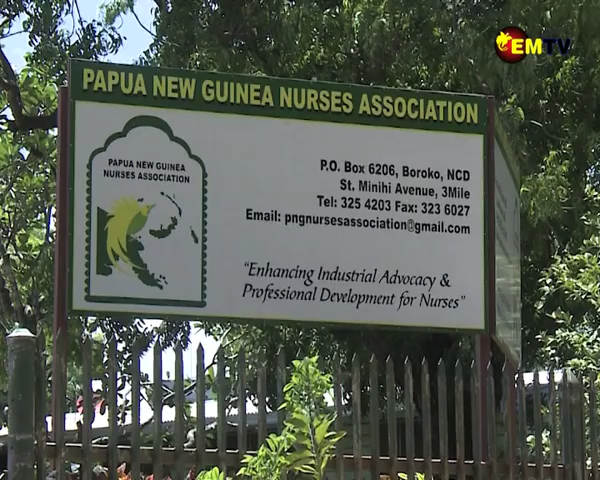 EMTV
PAPUA NEW GUINEA NURSES ASSOCIATION
PAPUA NEW GUINEA
NURSES ASSOCIATION
P.O. Box 6206, Boroko, NCD
St. Minihi Avenue, 3Mile
Tel: 325 4203 Fax: 323 6027
Email: pngnursesassociation@gmail.com
"Enhancing Industrial Advocacy &
Professional Development for Nurses"